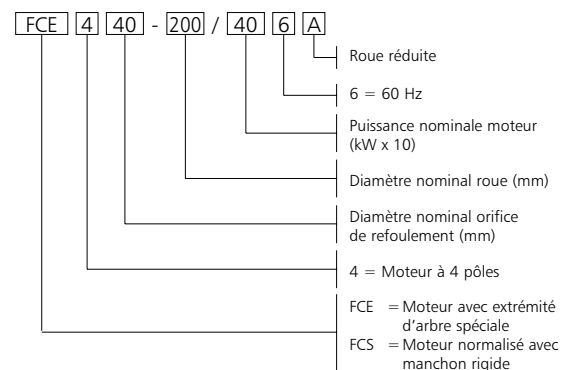 FCE 4 40 - 200 / 40 6 A
Roue réduite
6 = 60 Hz
Puissance nominale moteur
(kW x 10)
Diamètre nominal roue (mm)
Diamètre nominal orifice
de refoulement (mm)
4 = Moteur à 4 pôles
FCE = Moteur avec extrémité
d'arbre spéciale
FCS = Moteur normalisé avec
manchon rigide